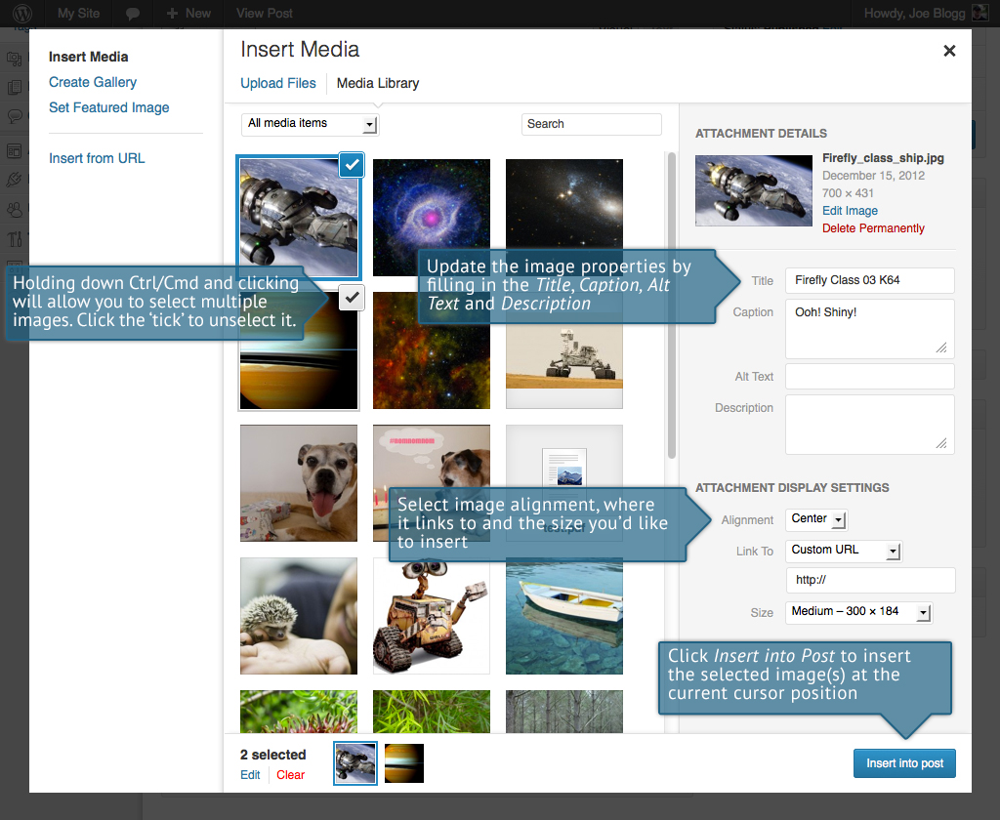 My Site
New
View Post
Howdy, Joe Blogg
Insert Media
Create Gallery
Set Featured Image
Insert from URL
Insert Media
Upload Files
Media Library
All media items
Search
Holding down Ctrl/Cmd and clicking
will allow you to select multiple
images. Click the 'tick' to unselect it.
Update the image properties by
filling in the Title, Caption, Alt
Text and Description
#nomnomnom
Select image alignment, where
it links to and the size you'd like
to insert
ATTACHMENT DETAILS
Firefly_class_ship.jpg
December 15, 2012
700 × 431
Edit Image
Delete Permanently
Title
Firefly Class 03 K64
Caption
Ooh! Shiny!
Alt Text
Description
ATTACHMENT DISPLAY SETTINGS
Alignment
Center
Link To
Custom URL
http://
Size
Medium – 300 × 184
Click Insert into Post to insert
the selected image(s) at the
current cursor position
2 selected
Edit
Clear
Insert into post